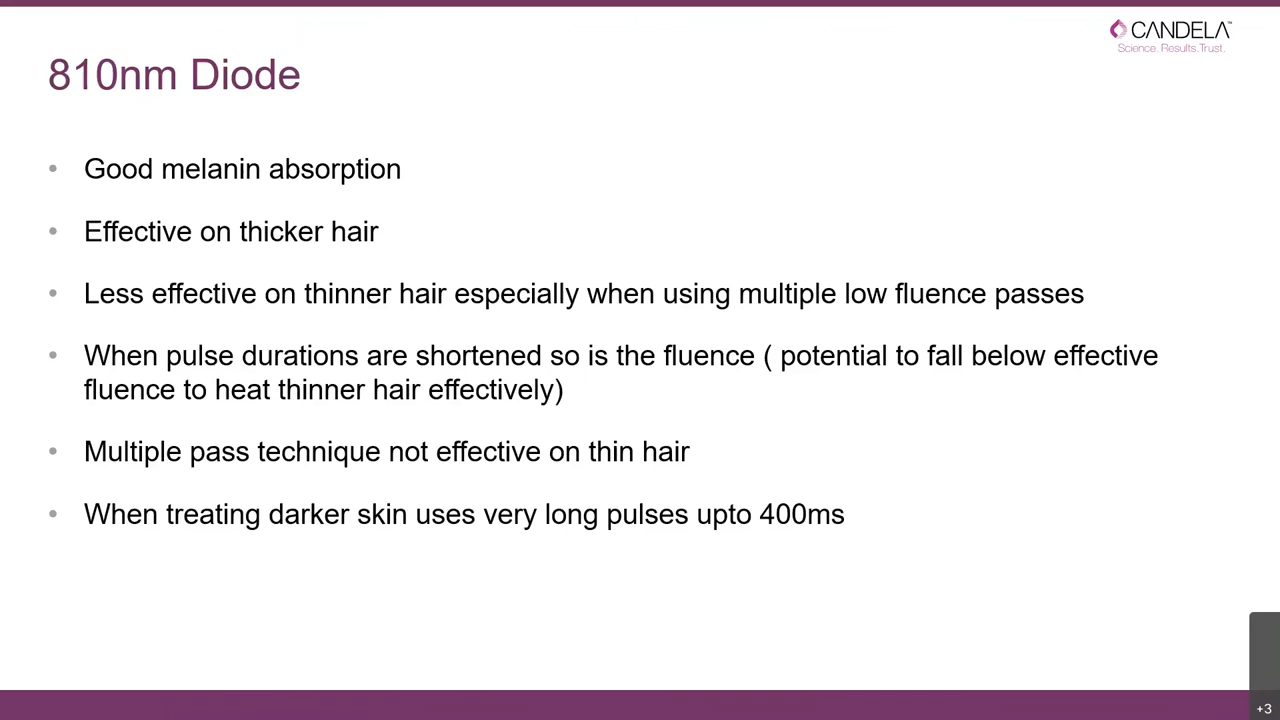 CANDELA™
Science. Results. Trust.
810nm Diode
• Good melanin absorption
• Effective on thicker hair
• Less effective on thinner hair especially when using multiple low fluence passes
• When pulse durations are shortened so is the fluence ( potential to fall below effective
fluence to heat thinner hair effectively)
• Multiple pass technique not effective on thin hair
• When treating darker skin uses very long pulses upto 400ms
+3